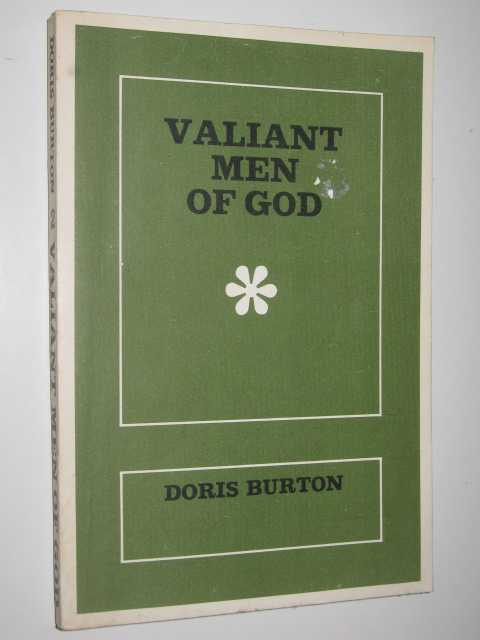 VALIANT
MEN
OF GOD
DORIS BURTON
DORIS BURTON VALIANT MEN OF GOD